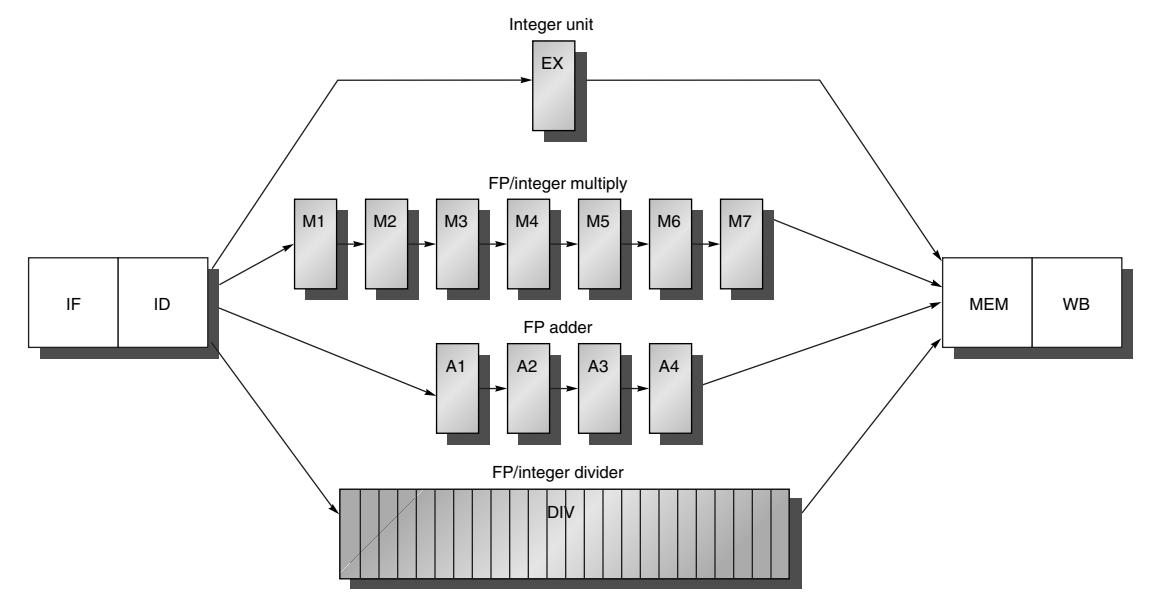 Integer unit
EX
FP/integer multiply
M1 M2 M3 M4 M5 M6 M7
IF ID
MEM WB
FP adder
A1 A2 A3 A4
FP/integer divider
DIV